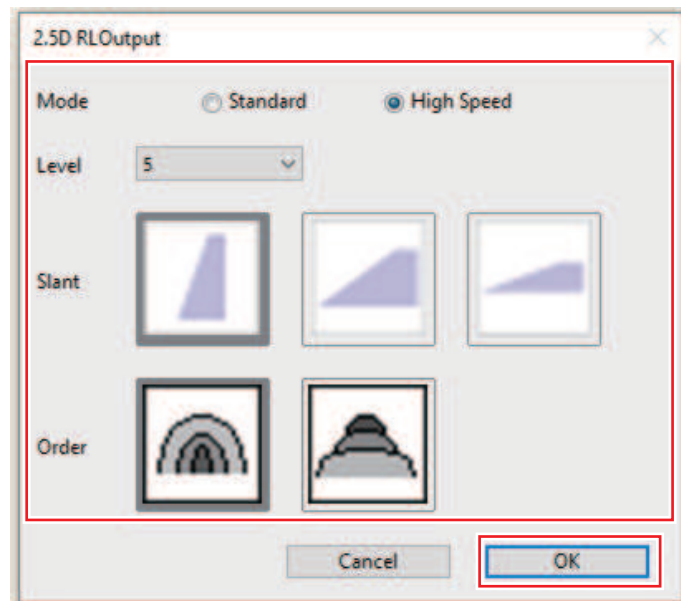 2.5D RLOutput
Mode Standard High Speed
Level 5
Slant
Order
Cancel OK